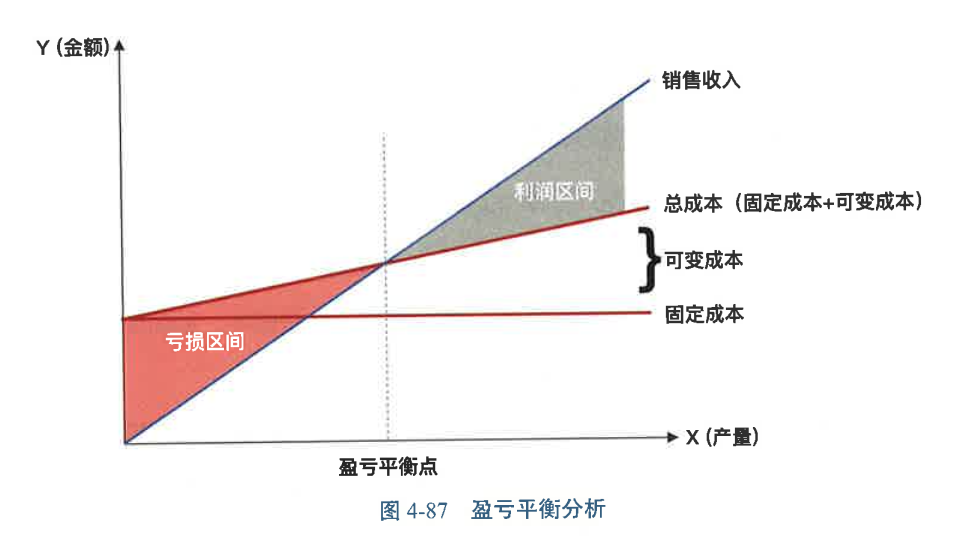 Y (金额)
销售收入
利润区间
总成本（固定成本+可变成本）
可变成本
固定成本
亏损区间
X (产量)
盈亏平衡点
图 4-87 盈亏平衡分析